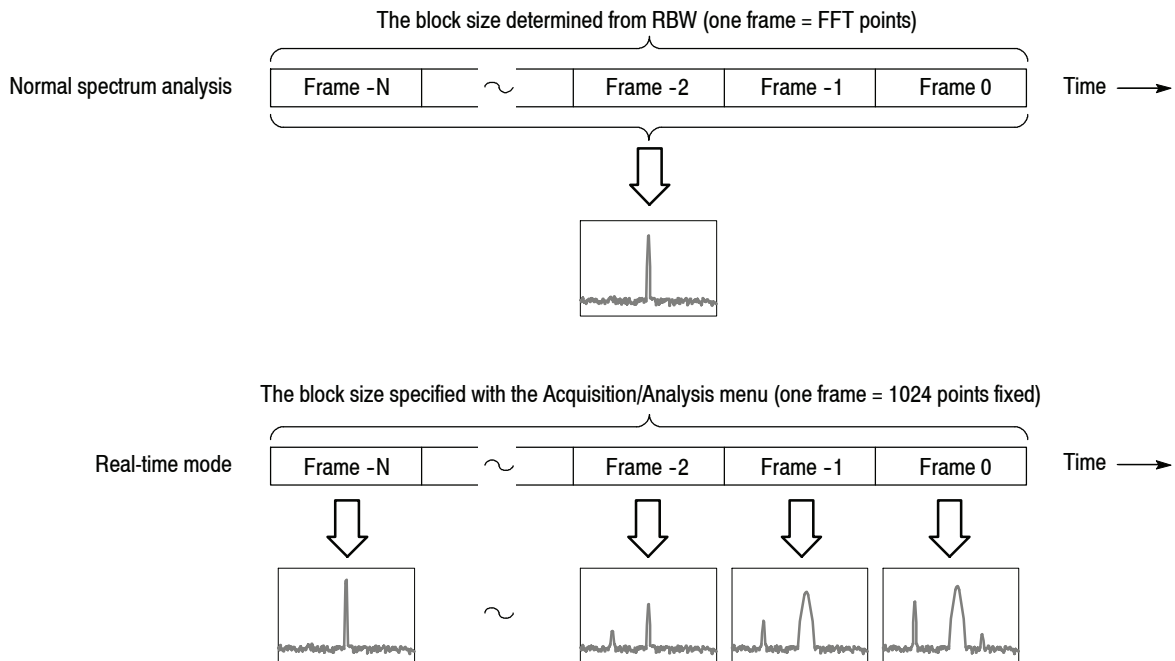 The block size determined from RBW (one frame = FFT points)
Normal spectrum analysis Frame -N Frame -2 Frame -1 Frame 0 Time
The block size specified with the Acquisition/Analysis menu (one frame = 1024 points fixed)
Real-time mode Frame -N Frame -2 Frame -1 Frame 0 Time